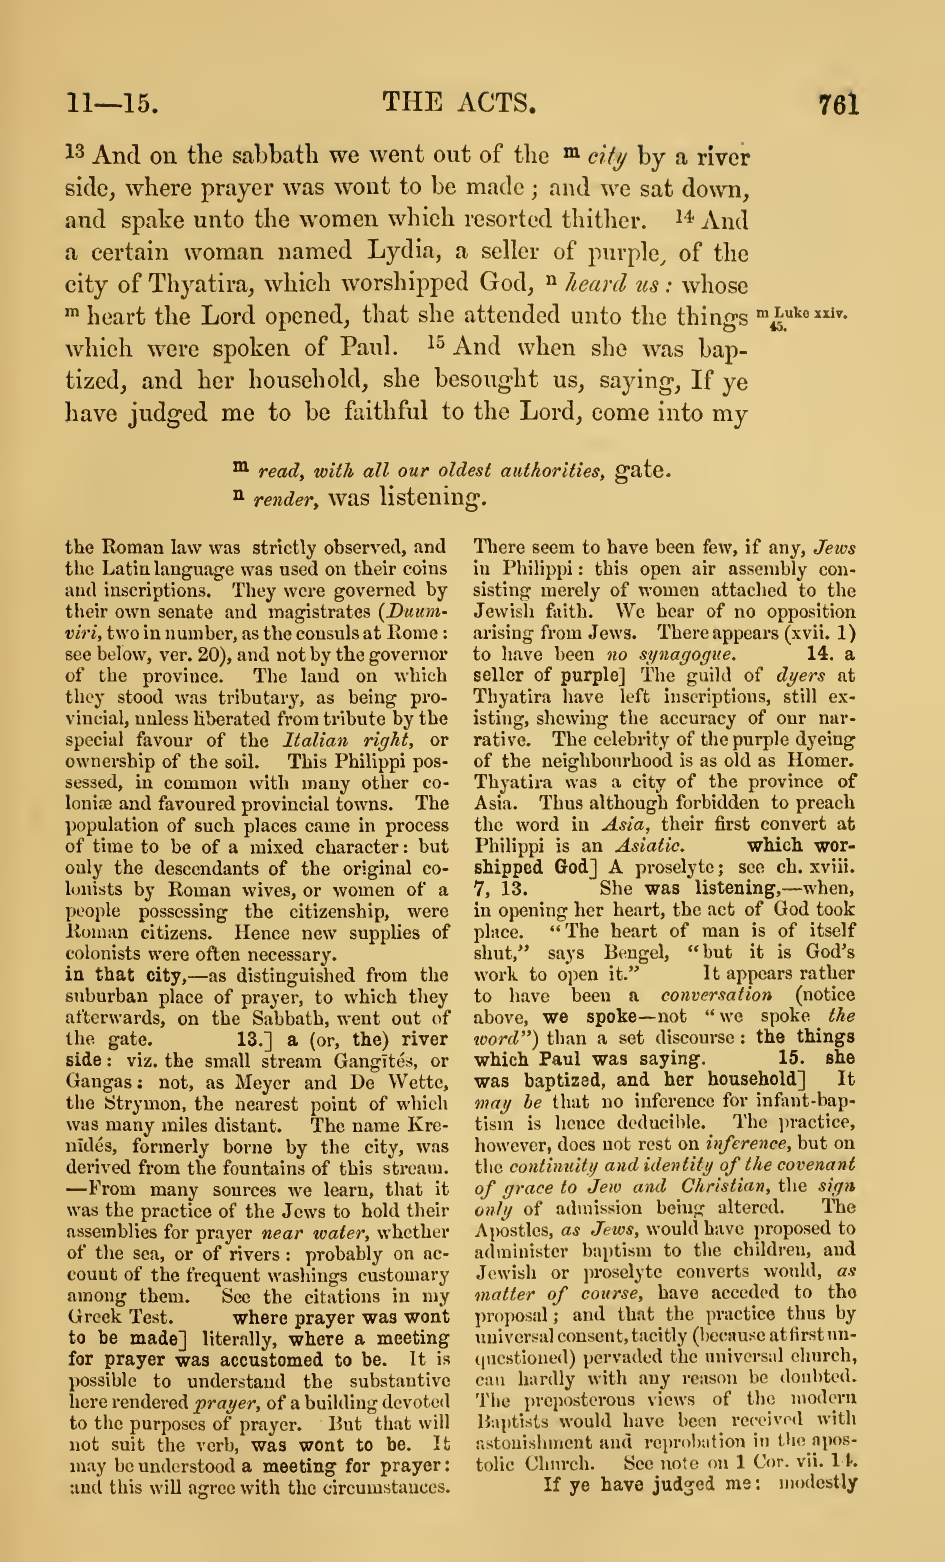 11—15. THE ACTS. 761
13 And on the sabbath we went out of the m city by a river
side, where prayer was wont to be made ; and we sat down,
and spake unto the women which resorted thither. 14 And
a certain woman named Lydia, a seller of purple, of the
city of Thyatira, which worshipped God, n heard us : whose
m heart the Lord opened, that she attended unto the things
m Luke xxiv.
45.
which were spoken of Paul. 15 And when she was bap-
tized, and her household, she besought us, saying, If ye
have judged me to be faithful to the Lord, come into my
m read, with all our oldest authorities, gate.
n render, was listening.
the Roman law was strictly observed, and
the Latin language was used on their coins
and inscriptions. They were governed by
their own senate and magistrates (Duum-
viri, two in number, as the consuls at Rome :
see below, ver. 20), and not by the governor
of the province. The land on which
they stood was tributary, as being pro-
vincial, unless liberated from tribute by the
special favour of the Italian right, or
ownership of the soil. This Philippi pos-
sessed, in common with many other co-
loniæ and favoured provincial towns. The
population of such places came in process
of time to be of a mixed character : but
only the descendants of the original co-
lonists by Roman wives, or women of a
people possessing the citizenship, were
Roman citizens. Hence new supplies of
colonists were often necessary.
in that city,—as distinguished from the
suburban place of prayer, to which they
afterwards, on the Sabbath, went out of
the gate. 13.] a (or, the) river
side : viz. the small stream Gangītés, or
Gangas : not, as Meyer and De Wette,
the Strymon, the nearest point of which
was many miles distant. The name Kre-
nīdés, formerly borne by the city, was
derived from the fountains of this stream.
—From many sources we learn, that it
was the practice of the Jews to hold their
assemblies for prayer near water, whether
of the sea, or of rivers : probably on ac-
count of the frequent washings customary
among them. See the citations in my
Greek Test. where prayer was wont
to be made] literally, where a meeting
for prayer was accustomed to be. It is
possible to understand the substantive
here rendered prayer, of a building devoted
to the purposes of prayer. But that will
not suit the verb, was wont to be. It
may be understood a meeting for prayer :
and this will agree with the circumstances.
There seem to have been few, if any, Jews
in Philippi : this open air assembly con-
sisting merely of women attached to the
Jewish faith. We hear of no opposition
arising from Jews. There appears (xvii. 1)
to have been no synagogue. 14. a
seller of purple] The guild of dyers at
Thyatira have left inscriptions, still ex-
isting, shewing the accuracy of our nar-
rative. The celebrity of the purple dyeing
of the neighbourhood is as old as Homer.
Thyatira was a city of the province of
Asia. Thus although forbidden to preach
the word in Asia, their first convert at
Philippi is an Asiatic. which wor-
shipped God] A proselyte ; see ch. xviii.
7, 13. She was listening,—when,
in opening her heart, the act of God took
place. “The heart of man is of itself
shut,” says Bengel, “but it is God’s
work to open it.” It appears rather
to have been a conversation (notice
above, we spoke—not “we spoke the
word”) than a set discourse : the things
which Paul was saying. 15. she
was baptized, and her household] It
may be that no inference for infant-bap-
tism is hence deducible. The practice,
however, does not rest on inference, but on
the continuity and identity of the covenant
of grace to Jew and Christian, the sign
only of admission being altered. The
Apostles, as Jews, would have proposed to
administer baptism to the children, and
Jewish or proselyte converts would, as
matter of course, have acceded to the
proposal ; and that the practice thus by
universal consent, tacitly (because at first un-
questioned) pervaded the universal church,
can hardly with any reason be doubted.
The preposterous views of the modern
Baptists would have been received with
astonishment and reprobation in the apos-
tolic Church. See note on 1 Cor. vii. 14.
If ye have judged me : modestly